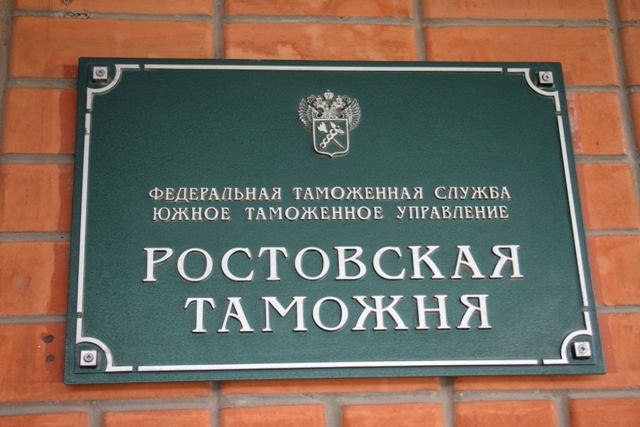 ФЕДЕРАЛЬНАЯ ТАМОЖЕННАЯ СЛУЖБА
ЮЖНОЕ ТАМОЖЕННОЕ УПРАВЛЕНИЕ
РОСТОВСКАЯ
ТАМОЖНЯ